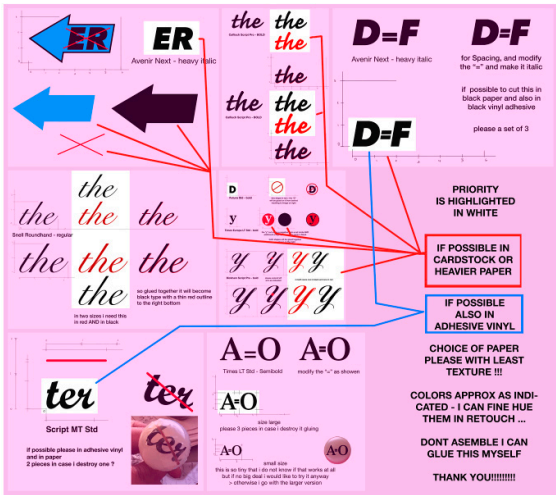 ER
ER
Avenir Next - heavy italic
the
the
the
the
the
the
the
the
D=F
D=F
Avenir Next - heavy italic
for Spacing, and modify
the "=" and make it italic
if possible to cut this in
black paper and also in
black vinyl adhesive
please a set of 3
D=F
PRIORITY
IS HIGHLIGHTED
IN WHITE
IF POSSIBLE IN
CARDSTOCK OR
HEAVIER PAPER
IF POSSIBLE
ALSO IN
ADHESIVE VINYL
CHOICE OF PAPER
PLEASE WITH LEAST
TEXTURE !!!
COLORS APPROX AS INDI-
CATED - I CAN FINE HUE
THEM IN RETOUCH ...
DONT ASEMBLE I CAN
GLUE THIS MYSELF
THANK YOU!!!!!!!!!
the
the
the
the
Snell Roundhand - regular
the
the
the
the
in two sizes i need this
in red AND in black
so glued together it will become
black type with a thin red outline
to the right bottom
D
D
y
y
y
y
y
y
y
y
y
y
y
y
ter
ter
Script MT Std
if possible please in adhesive vinyl
and in paper
2 pieces in case i destroy one ?
ter
A=O
A=O
Times LT Std - Semibold
modify the "=" as showen
A=O
size large
please 3 pieces in case i destroy it gluing
A=O
A=O
small size
this is so tiny that i do not know if that works at all
but if no big deal i would like to try it anyway
> otherwise i go with the larger version